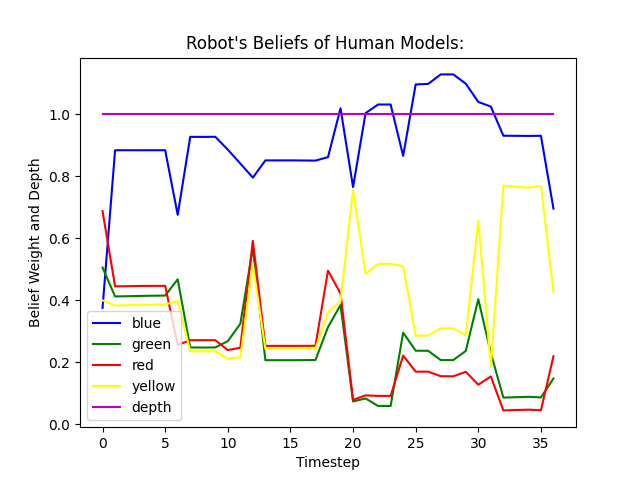 Robot's Beliefs of Human Models:
Belief Weight and Depth
1.0
0.8
0.6
0.4
0.2
0.0
blue
green
red
yellow
depth
0 5 10 15 20 25 30 35
Timestep